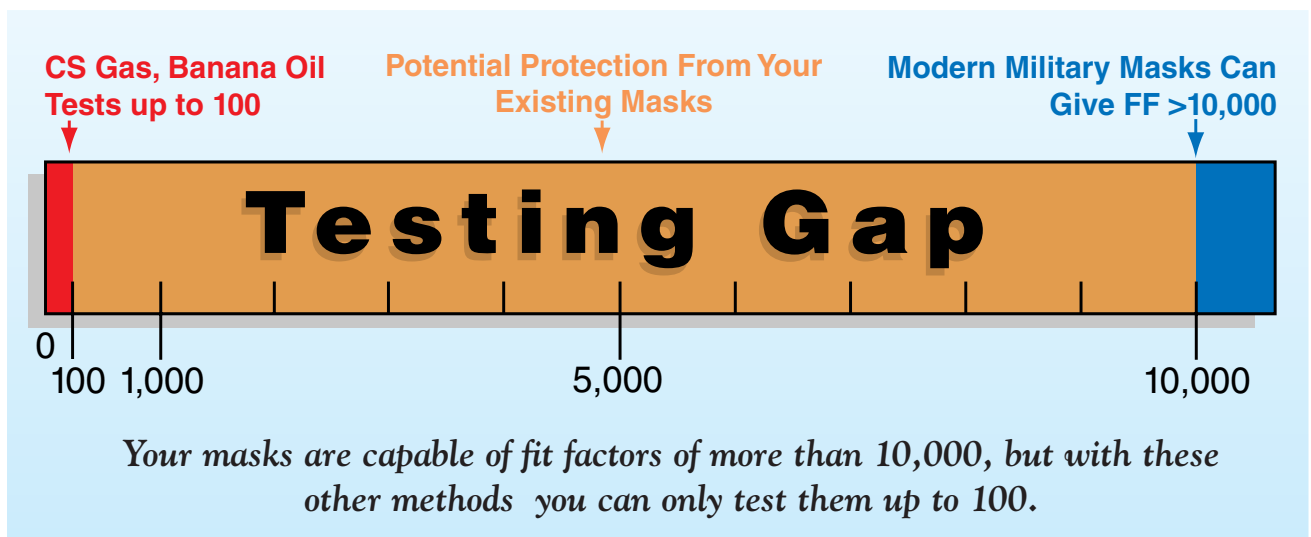 CS Gas, Banana Oil
Tests up to 100
Potential Protection From Your
Existing Masks
Modern Military Masks Can
Give FF >10,000
Testing Gap
0
100 1,000 5,000 10,000
Your masks are capable of fit factors of more than 10,000, but with these
other methods you can only test them up to 100.